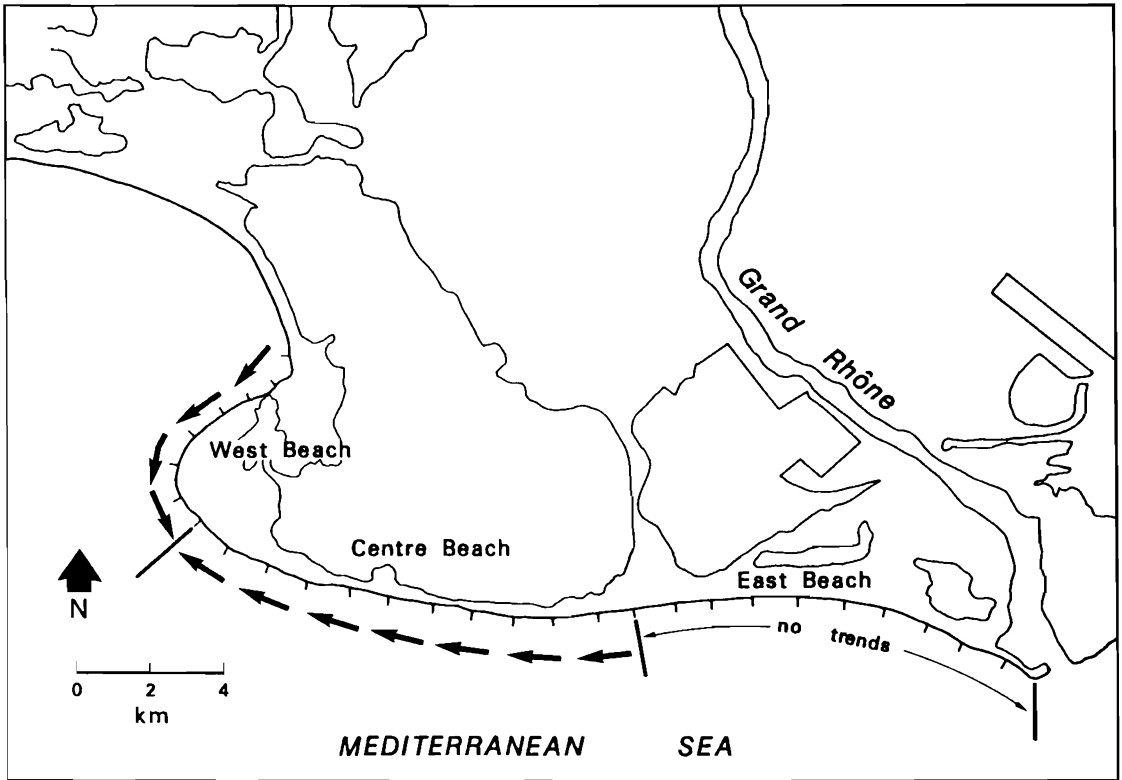 Grand Rhône
West Beach
Centre Beach
East Beach
no trends
N
0 2 4
km
MEDITERRANEAN SEA